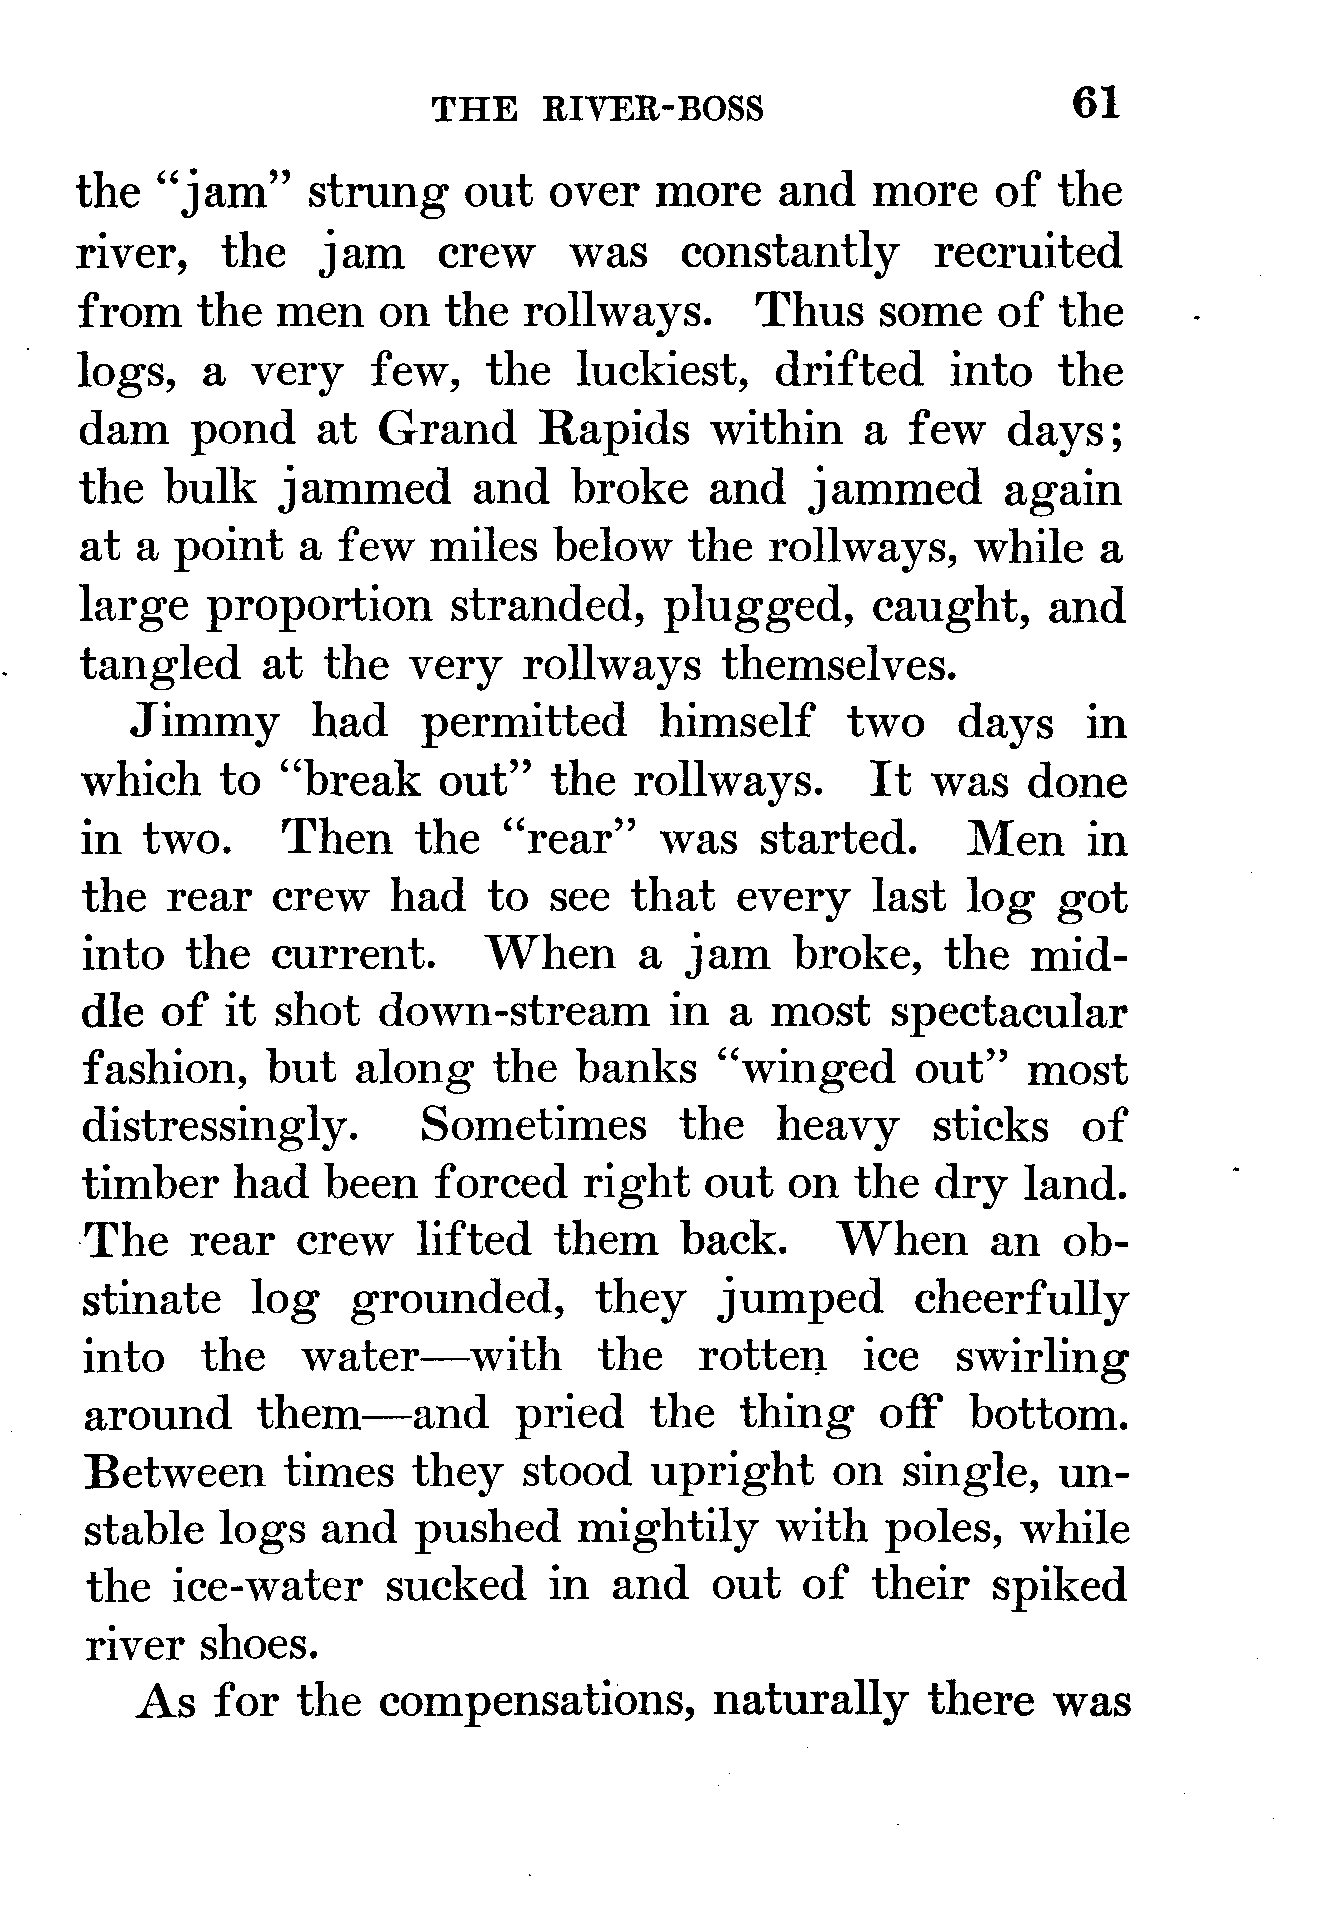 THE RIVER-BOSS 61
the “jam” strung out over more and more of the
river, the jam crew was constantly recruited
from the men on the rollways. Thus some of the
logs, a very few, the luckiest, drifted into the
dam pond at Grand Rapids within a few days;
the bulk jammed and broke and jammed again
at a point a few miles below the rollways, while a
large proportion stranded, plugged, caught, and
tangled at the very rollways themselves.
Jimmy had permitted himself two days in
which to “break out” the rollways. It was done
in two. Then the “rear” was started. Men in
the rear crew had to see that every last log got
into the current. When a jam broke, the mid-
dle of it shot down-stream in a most spectacular
fashion, but along the banks “winged out” most
distressingly. Sometimes the heavy sticks of
timber had been forced right out on the dry land.
The rear crew lifted them back. When an ob-
stinate log grounded, they jumped cheerfully
into the water—with the rotten ice swirling
around them—and pried the thing off bottom.
Between times they stood upright on single, un-
stable logs and pushed mightily with poles, while
the ice-water sucked in and out of their spiked
river shoes.
As for the compensations, naturally there was